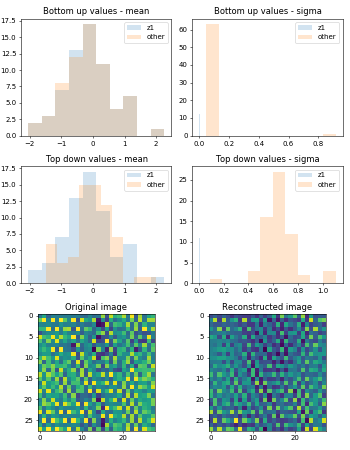 Bottom up values - mean
17.5
15.0
12.5
10.0
7.5
5.0
2.5
0.0
−2 −1 0 1 2
z1
other
Bottom up values - sigma
60
50
40
30
20
10
0
0.0 0.2 0.4 0.6 0.8
z1
other
Top down values - mean
17.5
15.0
12.5
10.0
7.5
5.0
2.5
0.0
−2 −1 0 1 2
z1
other
Top down values - sigma
25
20
15
10
5
0
0.0 0.2 0.4 0.6 0.8 1.0
z1
other
Original image
0
5
10
15
20
25
0 10 20
Reconstructed image
0
5
10
15
20
25
0 10 20